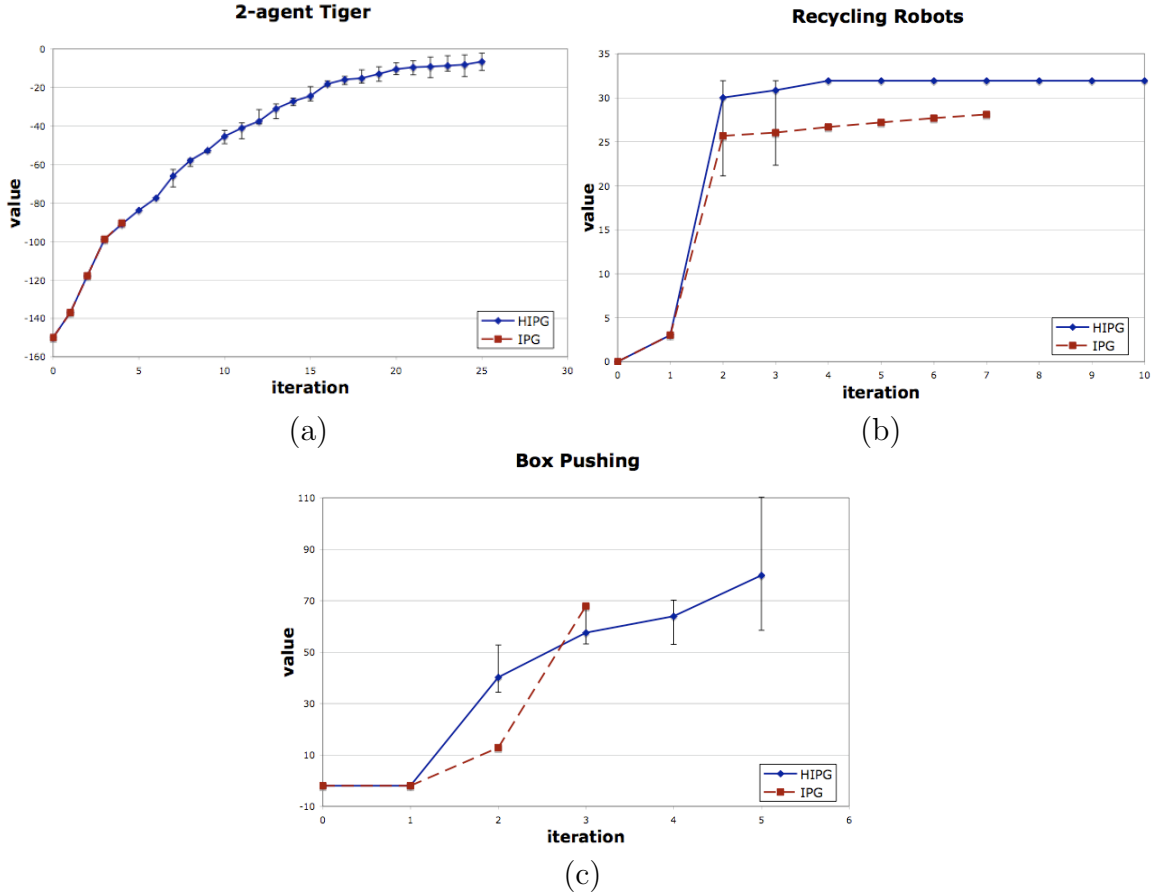 2-agent Tiger
0
-20
-40
-60
-80
-100
-120
-140
-160
value
0 5 10 15 20 25 30
iteration
HIPG
IPG
(a)
Recycling Robots
35
30
25
20
15
10
5
0
value
0 1 2 3 4 5 6 7 8 9 10
iteration
HIPG
IPG
(b)
Box Pushing
110
90
70
50
30
10
-10
value
0 1 2 3 4 5 6
iteration
HIPG
IPG
(c)